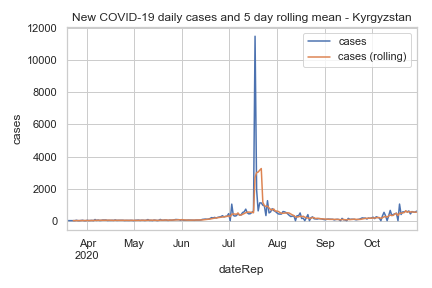 New COVID-19 daily cases and 5 day rolling mean - Kyrgyzstan
12000
10000
8000
6000
4000
2000
0
cases
cases
cases (rolling)
Apr
2020
May
Jun
Jul
Aug
Sep
Oct
dateRep